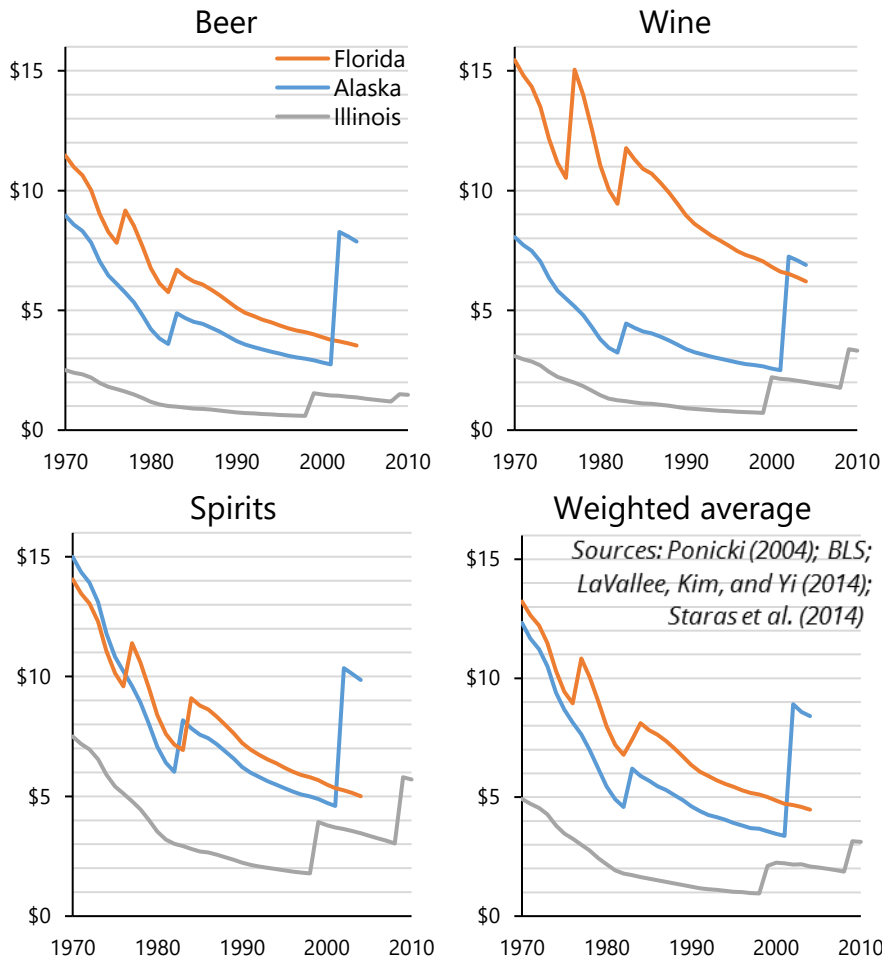 Beer
$15
$10
$5
$0
1970 1980 1990 2000 2010
Florida
Alaska
Illinois
Wine
$15
$10
$5
$0
1970 1980 1990 2000 2010
Spirits
$15
$10
$5
$0
1970 1980 1990 2000 2010
Weighted average
Sources: Ponicki (2004); BLS;
LaVallee, Kim, and Yi (2014);
Staras et al. (2014)
$15
$10
$5
$0
1970 1980 1990 2000 2010